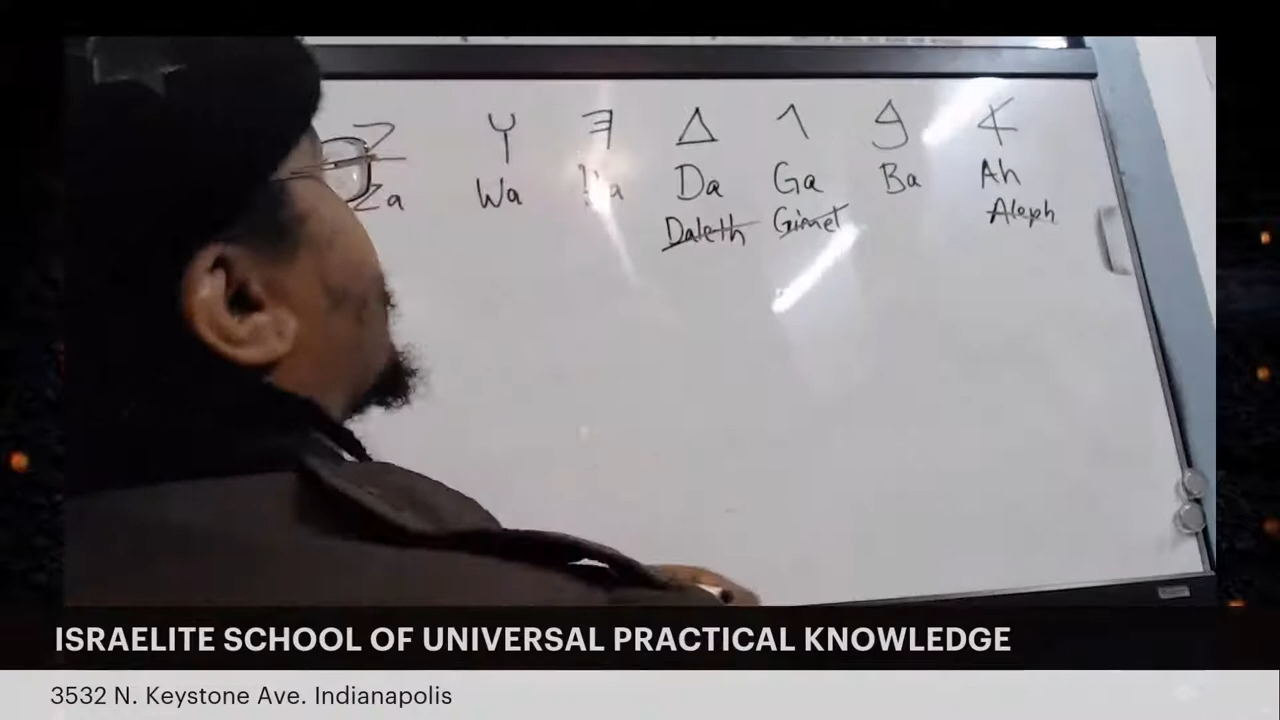 𐤀 𐤁 𐤂 𐤃 𐤄 𐤅 𐤆
Za Wa Ha Da Ga Ba Ah
Daleth Gimel Aleph
ISRAELITE SCHOOL OF UNIVERSAL PRACTICAL KNOWLEDGE
3532 N. Keystone Ave. Indianapolis